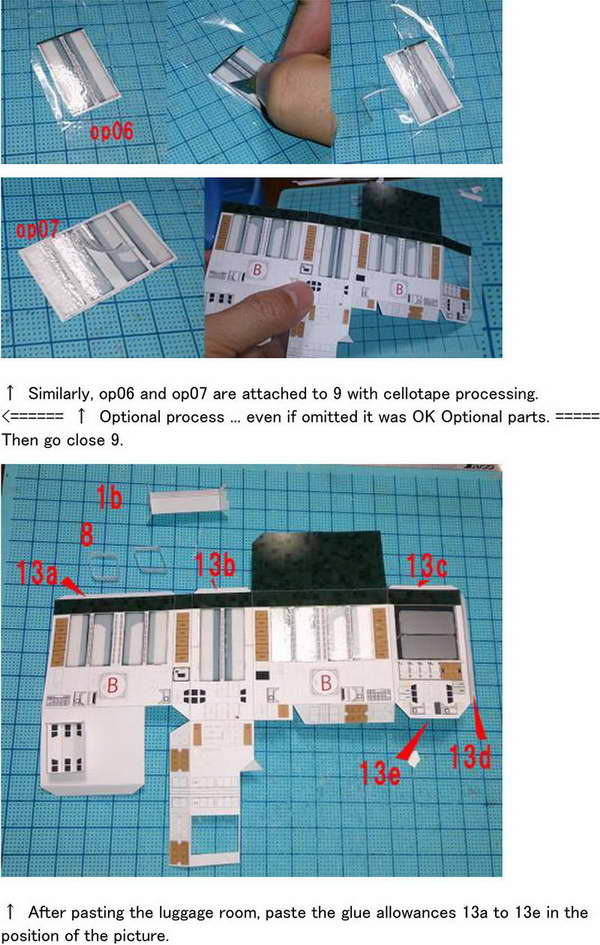 op06
op07
B
B
↑ Similarly, op06 and op07 are attached to 9 with cellotape processing.
<====== ↑ Optional process ... even if omitted it was OK Optional parts. =====
Then go close 9.
1b
8
13a
13b
13c
B
B
13e
13d
↑ After pasting the luggage room, paste the glue allowances 13a to 13e in the
position of the picture.